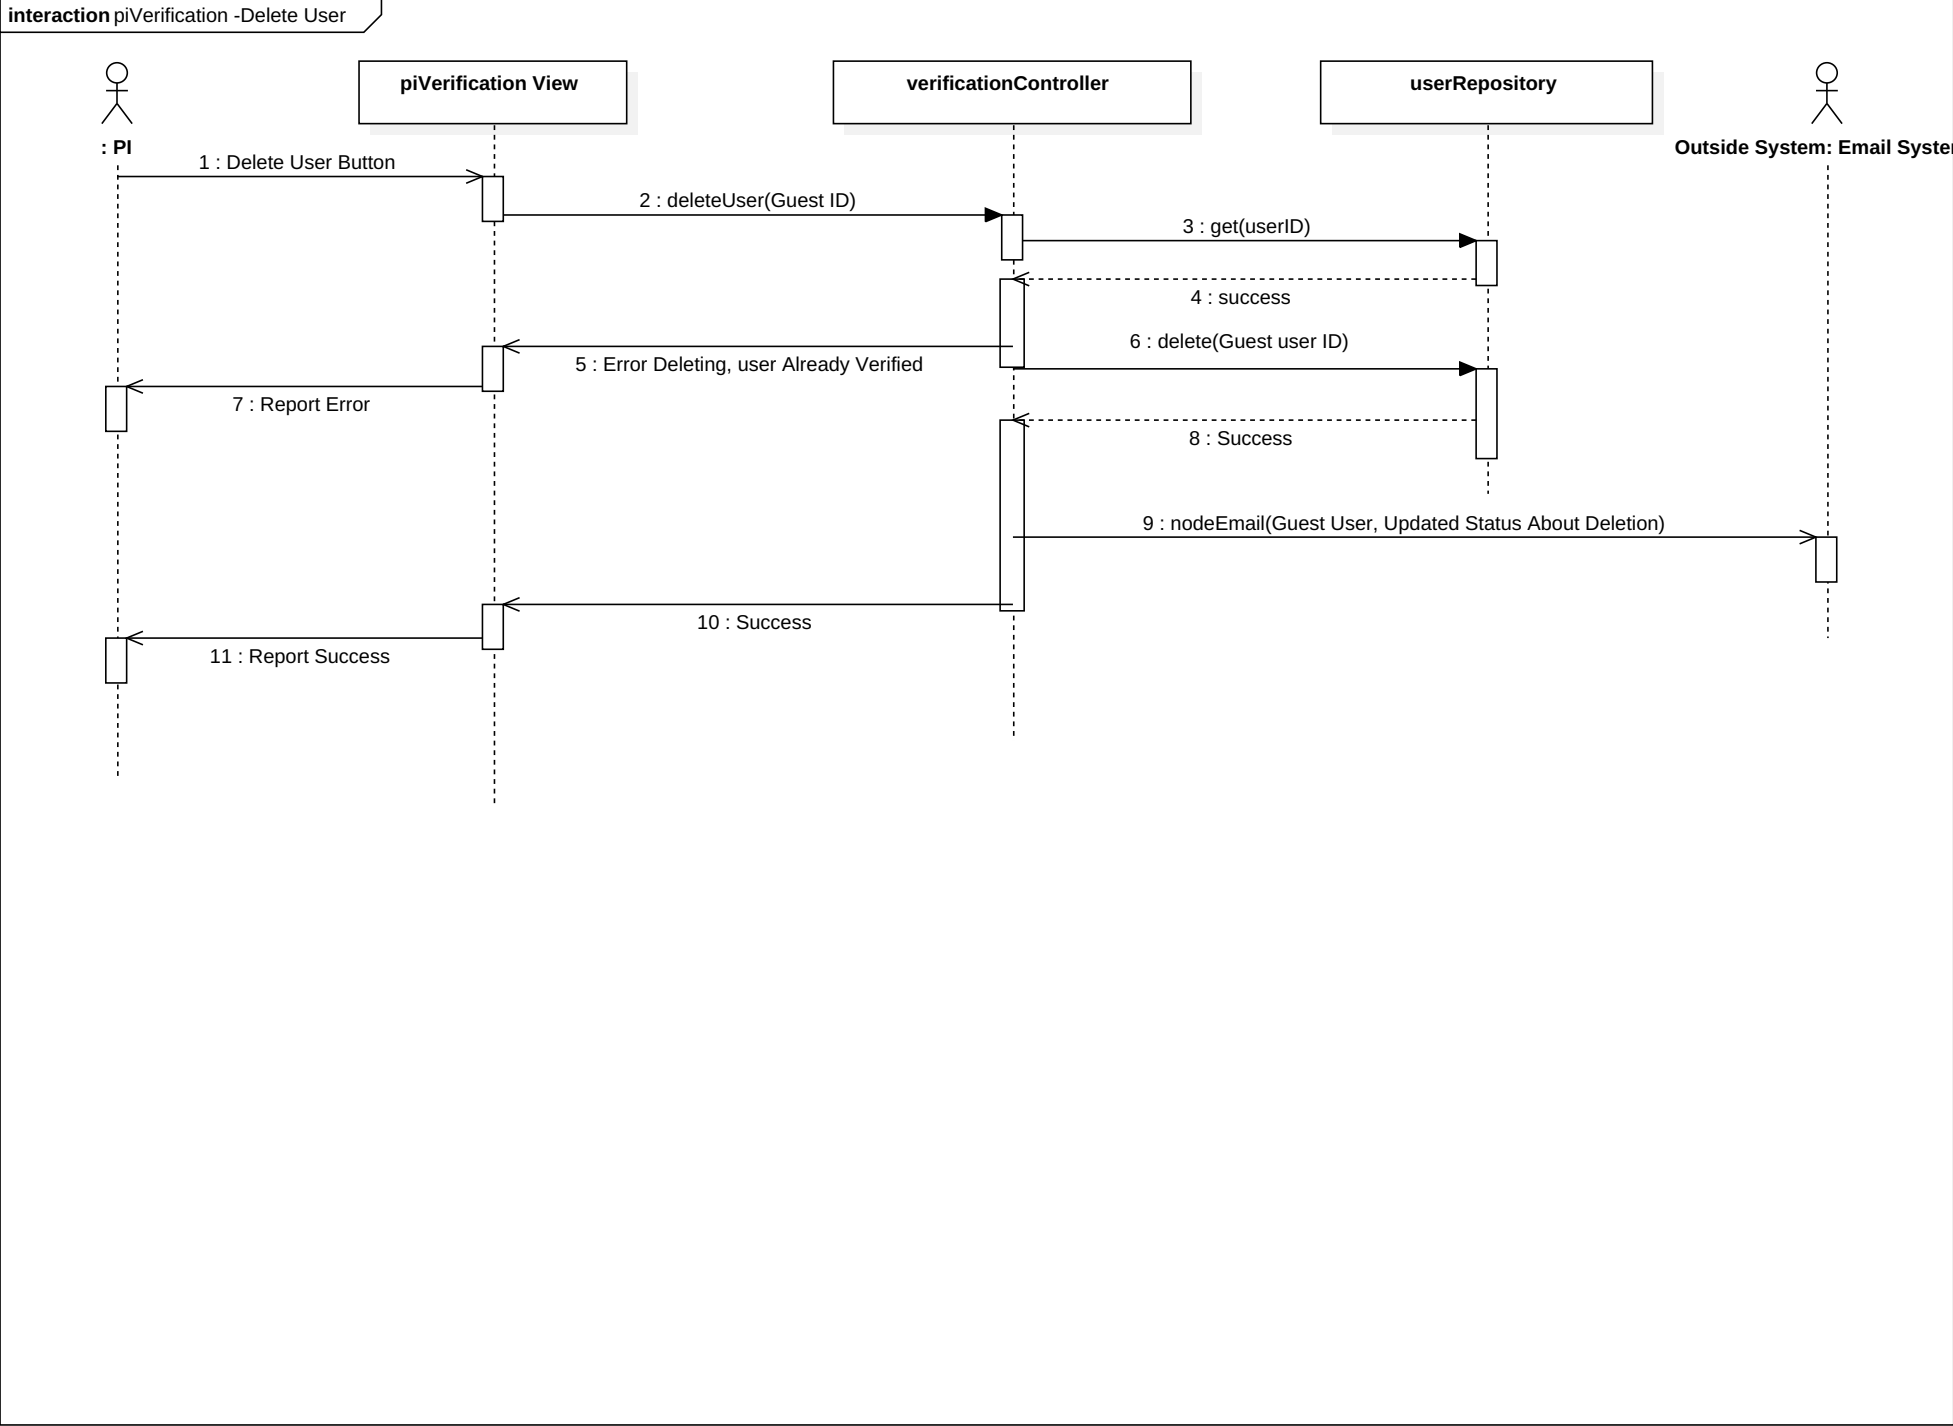 interaction piVerification -Delete User
piVerification View
verificationController
userRepository
: PI
Outside System: Email Syste
1 : Delete User Button
2 : deleteUser(Guest ID)
3 : get(userID)
4 : success
5 : Error Deleting, user Already Verified
6 : delete(Guest user ID)
7 : Report Error
8 : Success
9 : nodeEmail(Guest User, Updated Status About Deletion)
10 : Success
11 : Report Success